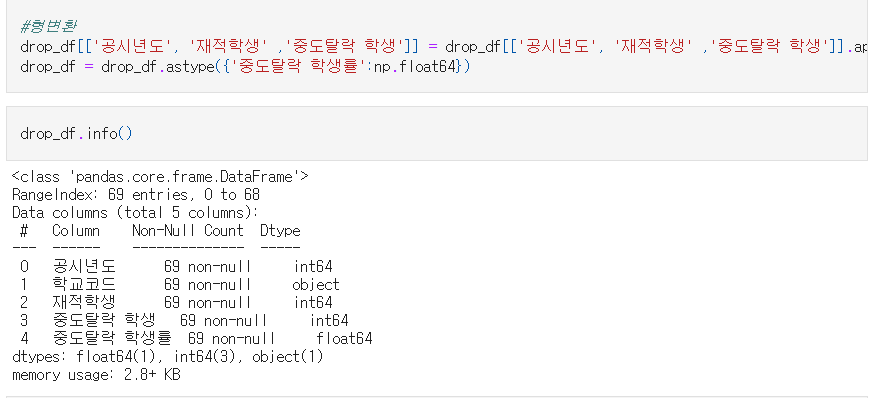 #형변환
drop_df[['공시년도', '재적학생' ,'중도탈락 학생']] = drop_df[['공시년도', '재적학생' ,'중도탈락 학생']].ap
drop_df = drop_df.astype({'중도탈락 학생률':np.float64})
drop_df.info()
<class 'pandas.core.frame.DataFrame'>
RangeIndex: 69 entries, 0 to 68
Data columns (total 5 columns):
 #   Column    Non-Null Count  Dtype
---  ------    --------------  -----
 0   공시년도      69 non-null     int64
 1   학교코드      69 non-null     object
 2   재적학생      69 non-null     int64
 3   중도탈락 학생   69 non-null     int64
 4   중도탈락 학생률  69 non-null     float64
dtypes: float64(1), int64(3), object(1)
memory usage: 2.8+ KB